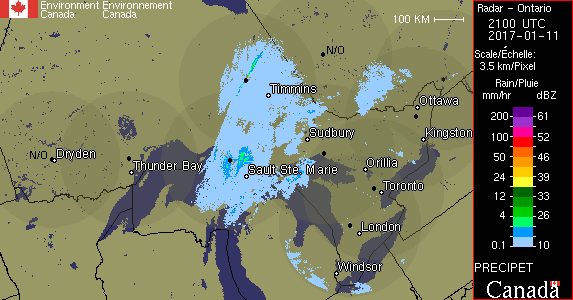 Environment Environnement
Canada Canada
100 KM
Radar - Ontario
2100 UTC
2017-01-11
Scale/Échelle:
3.5 km/Pixel
Rain/Pluie
mm/hr dBZ
200 61
100 52
50 46
24 39
12 33
4 26
0.1 10
PRECIPET
Canada
N/O
Timmins
Ottawa
Sudbury
Kingston
N/O
Dryden
Thunder Bay
Orillia
Sault Ste. Marie
Toronto
London
Windsor